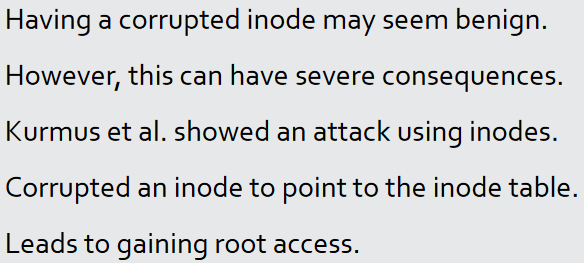 Having a corrupted inode may seem benign.
However, this can have severe consequences.
Kurmus et al. showed an attack using inodes.
Corrupted an inode to point to the inode table.
Leads to gaining root access.